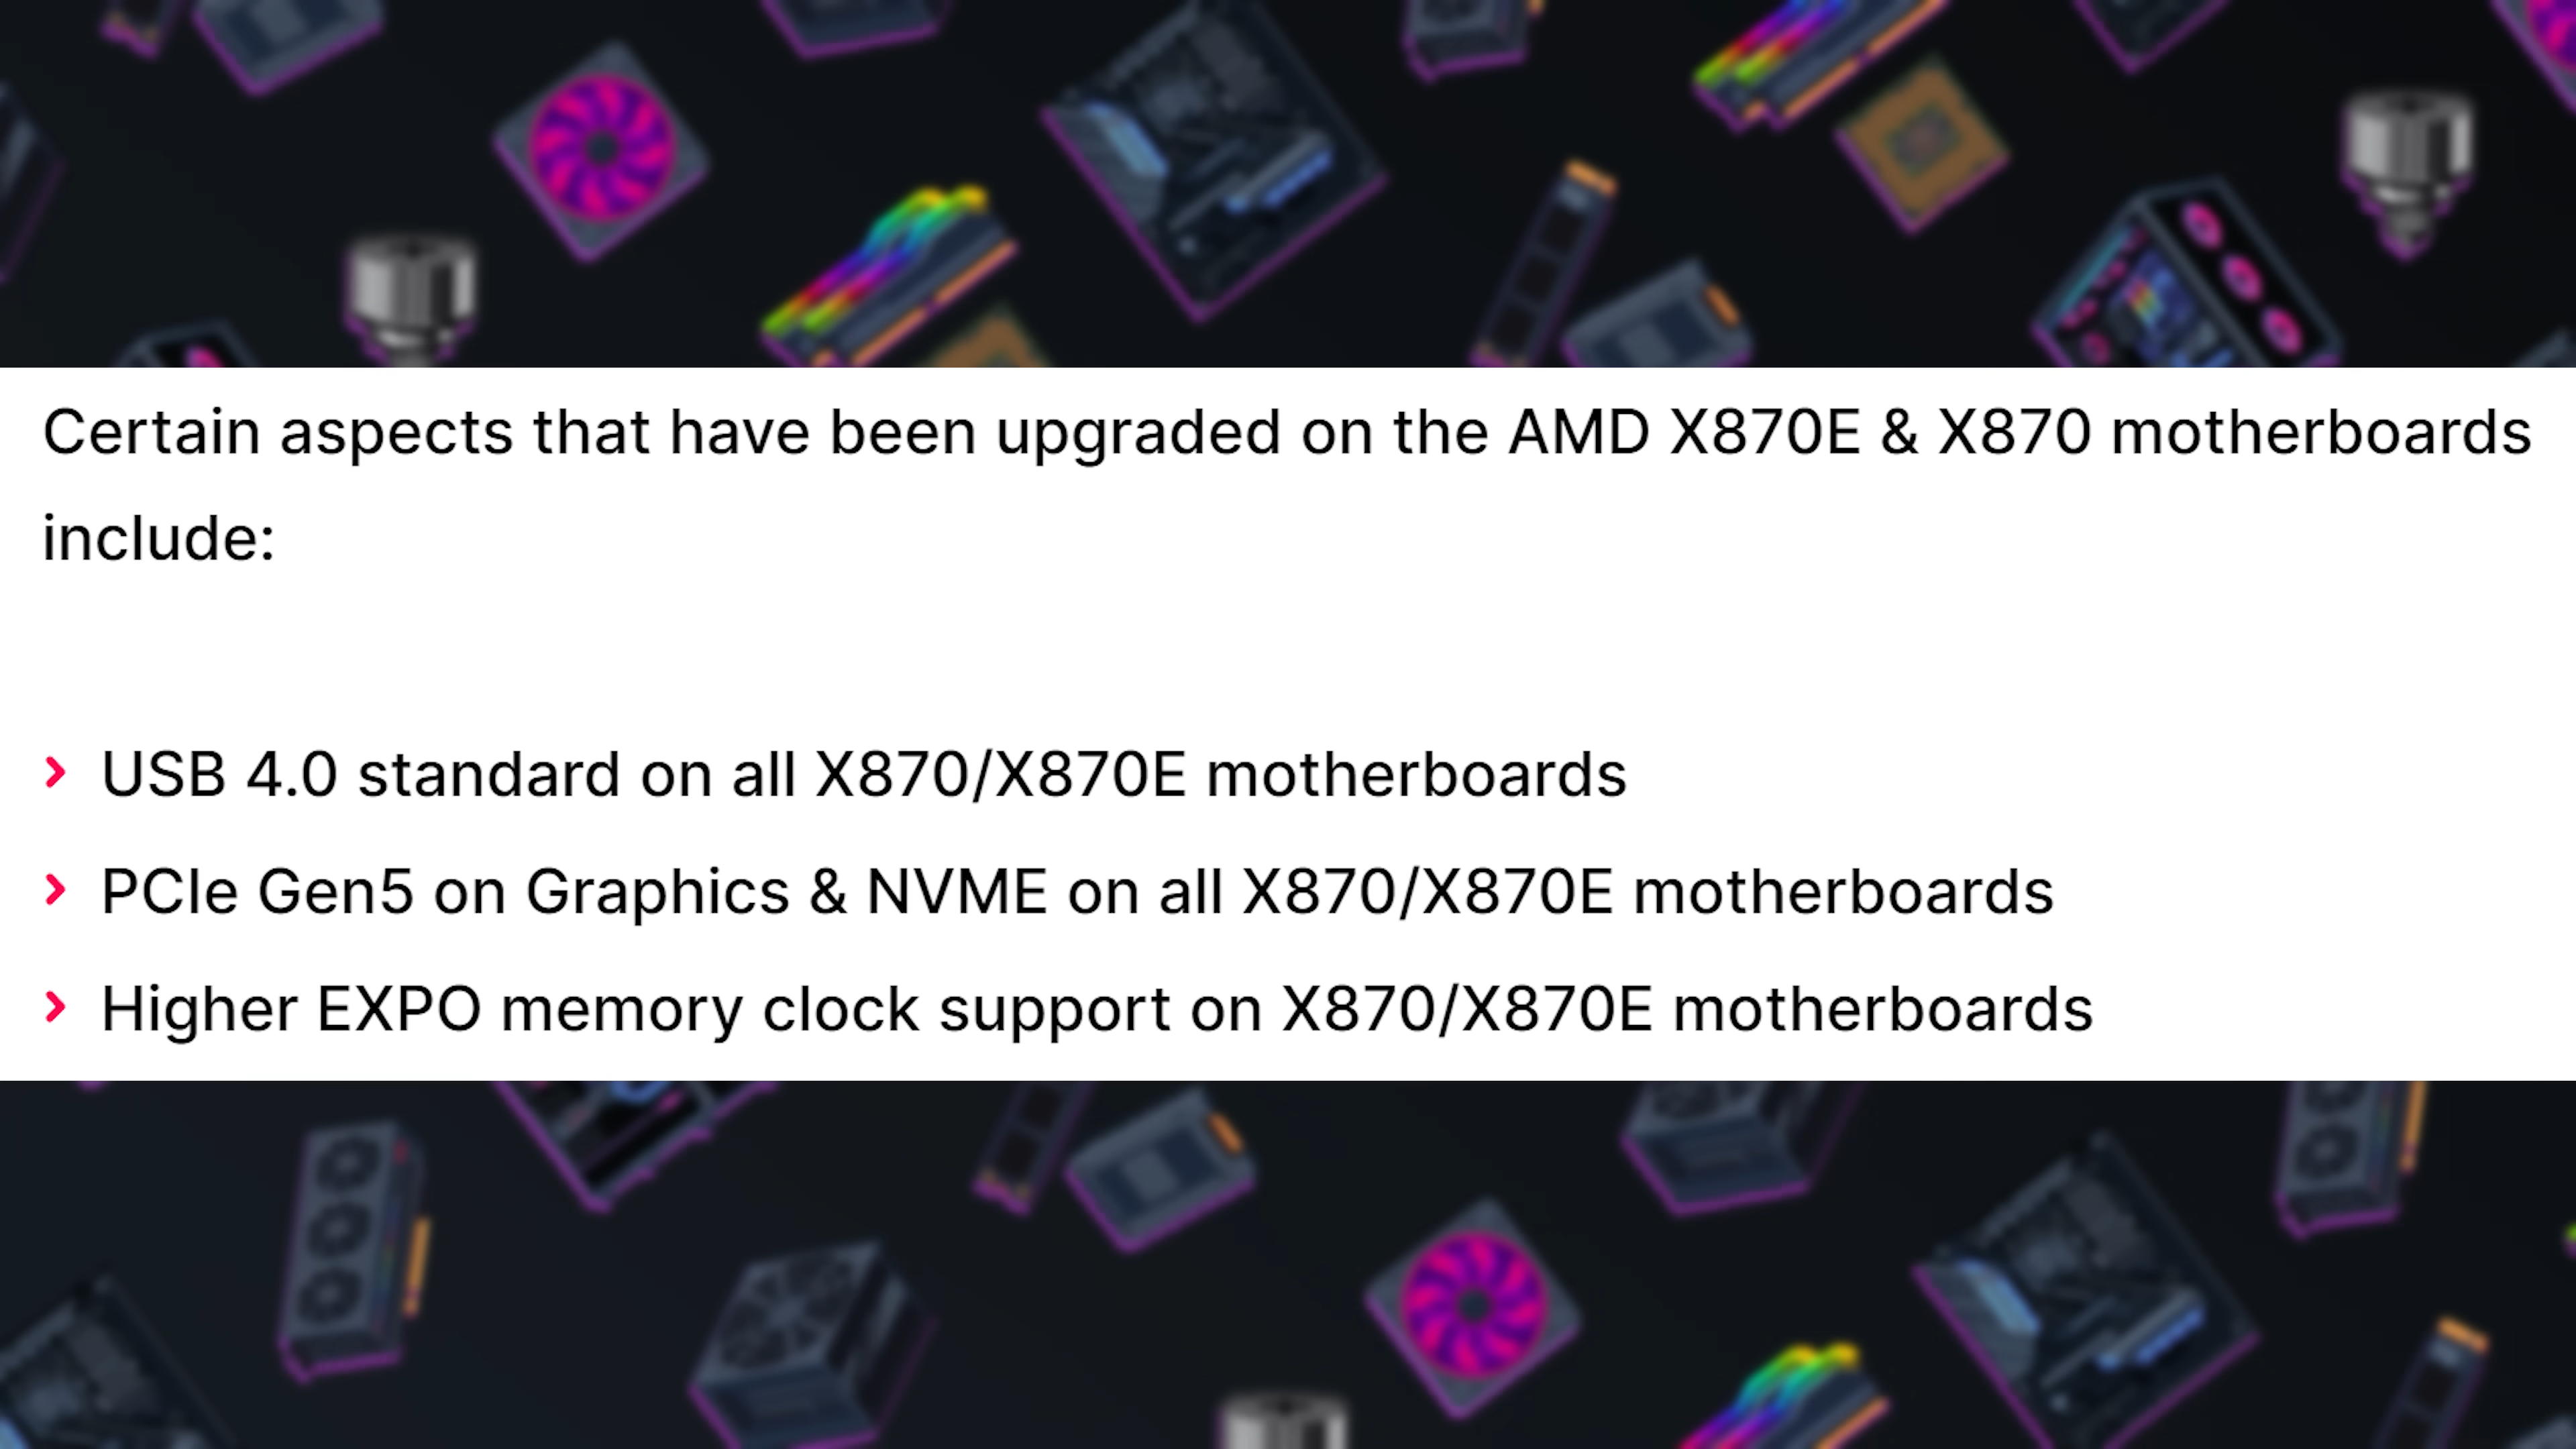 Certain aspects that have been upgraded on the AMD X870E & X870 motherboards
include:
› USB 4.0 standard on all X870/X870E motherboards
› PCIe Gen5 on Graphics & NVME on all X870/X870E motherboards
› Higher EXPO memory clock support on X870/X870E motherboards